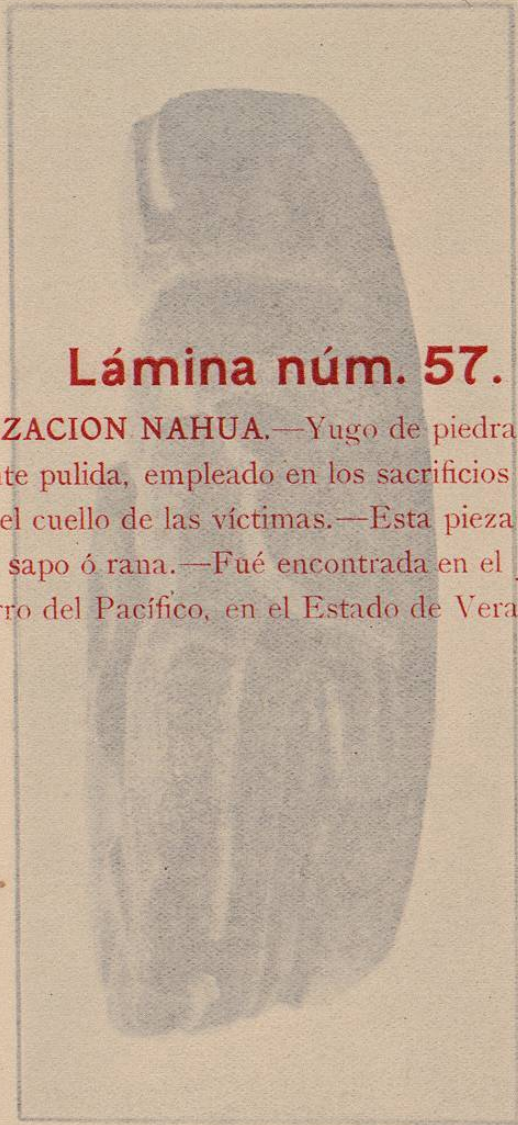 Lámina núm. 57.
ZACION NAHUA.—Yugo de piedra
te pulida, empleado en los sacrificios
el cuello de las víctimas.—Esta pieza
sapo ó rana.—Fué encontrada en el
rro del Pacífico, en el Estado de Vera